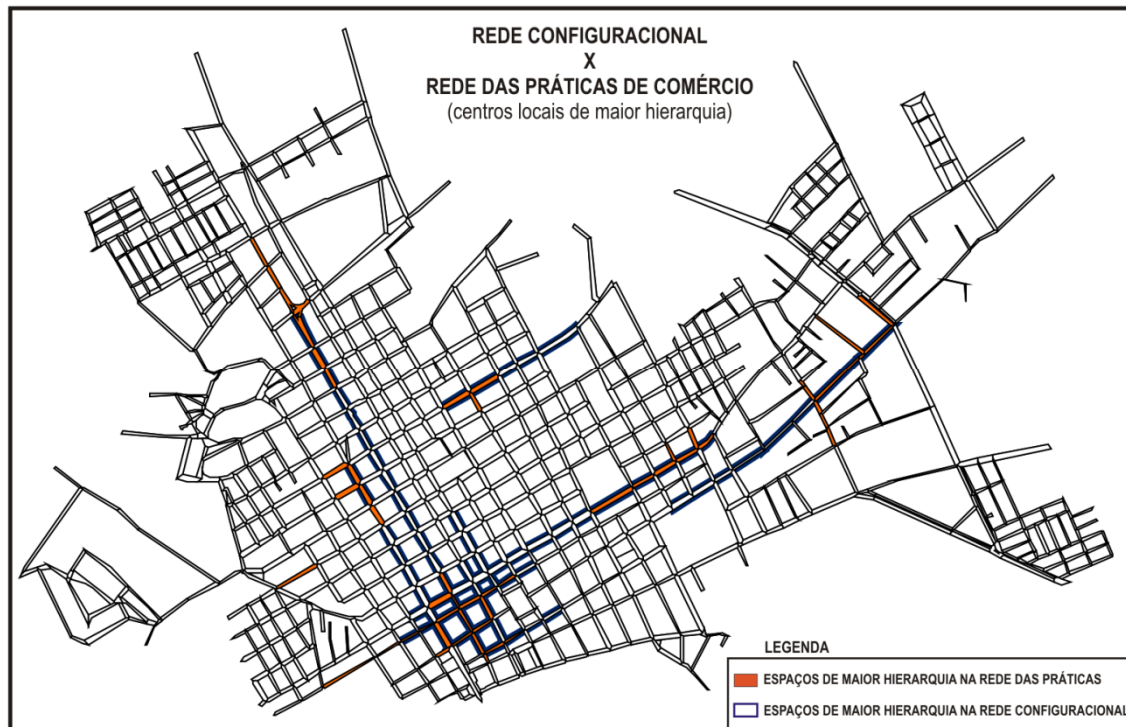 REDE CONFIGURACIONAL
X
REDE DAS PRÁTICAS DE COMÉRCIO
(centros locais de maior hierarquia)
LEGENDA
ESPAÇOS DE MAIOR HIERARQUIA NA REDE DAS PRÁTICAS
ESPAÇOS DE MAIOR HIERARQUIA NA REDE CONFIGURACIONAL